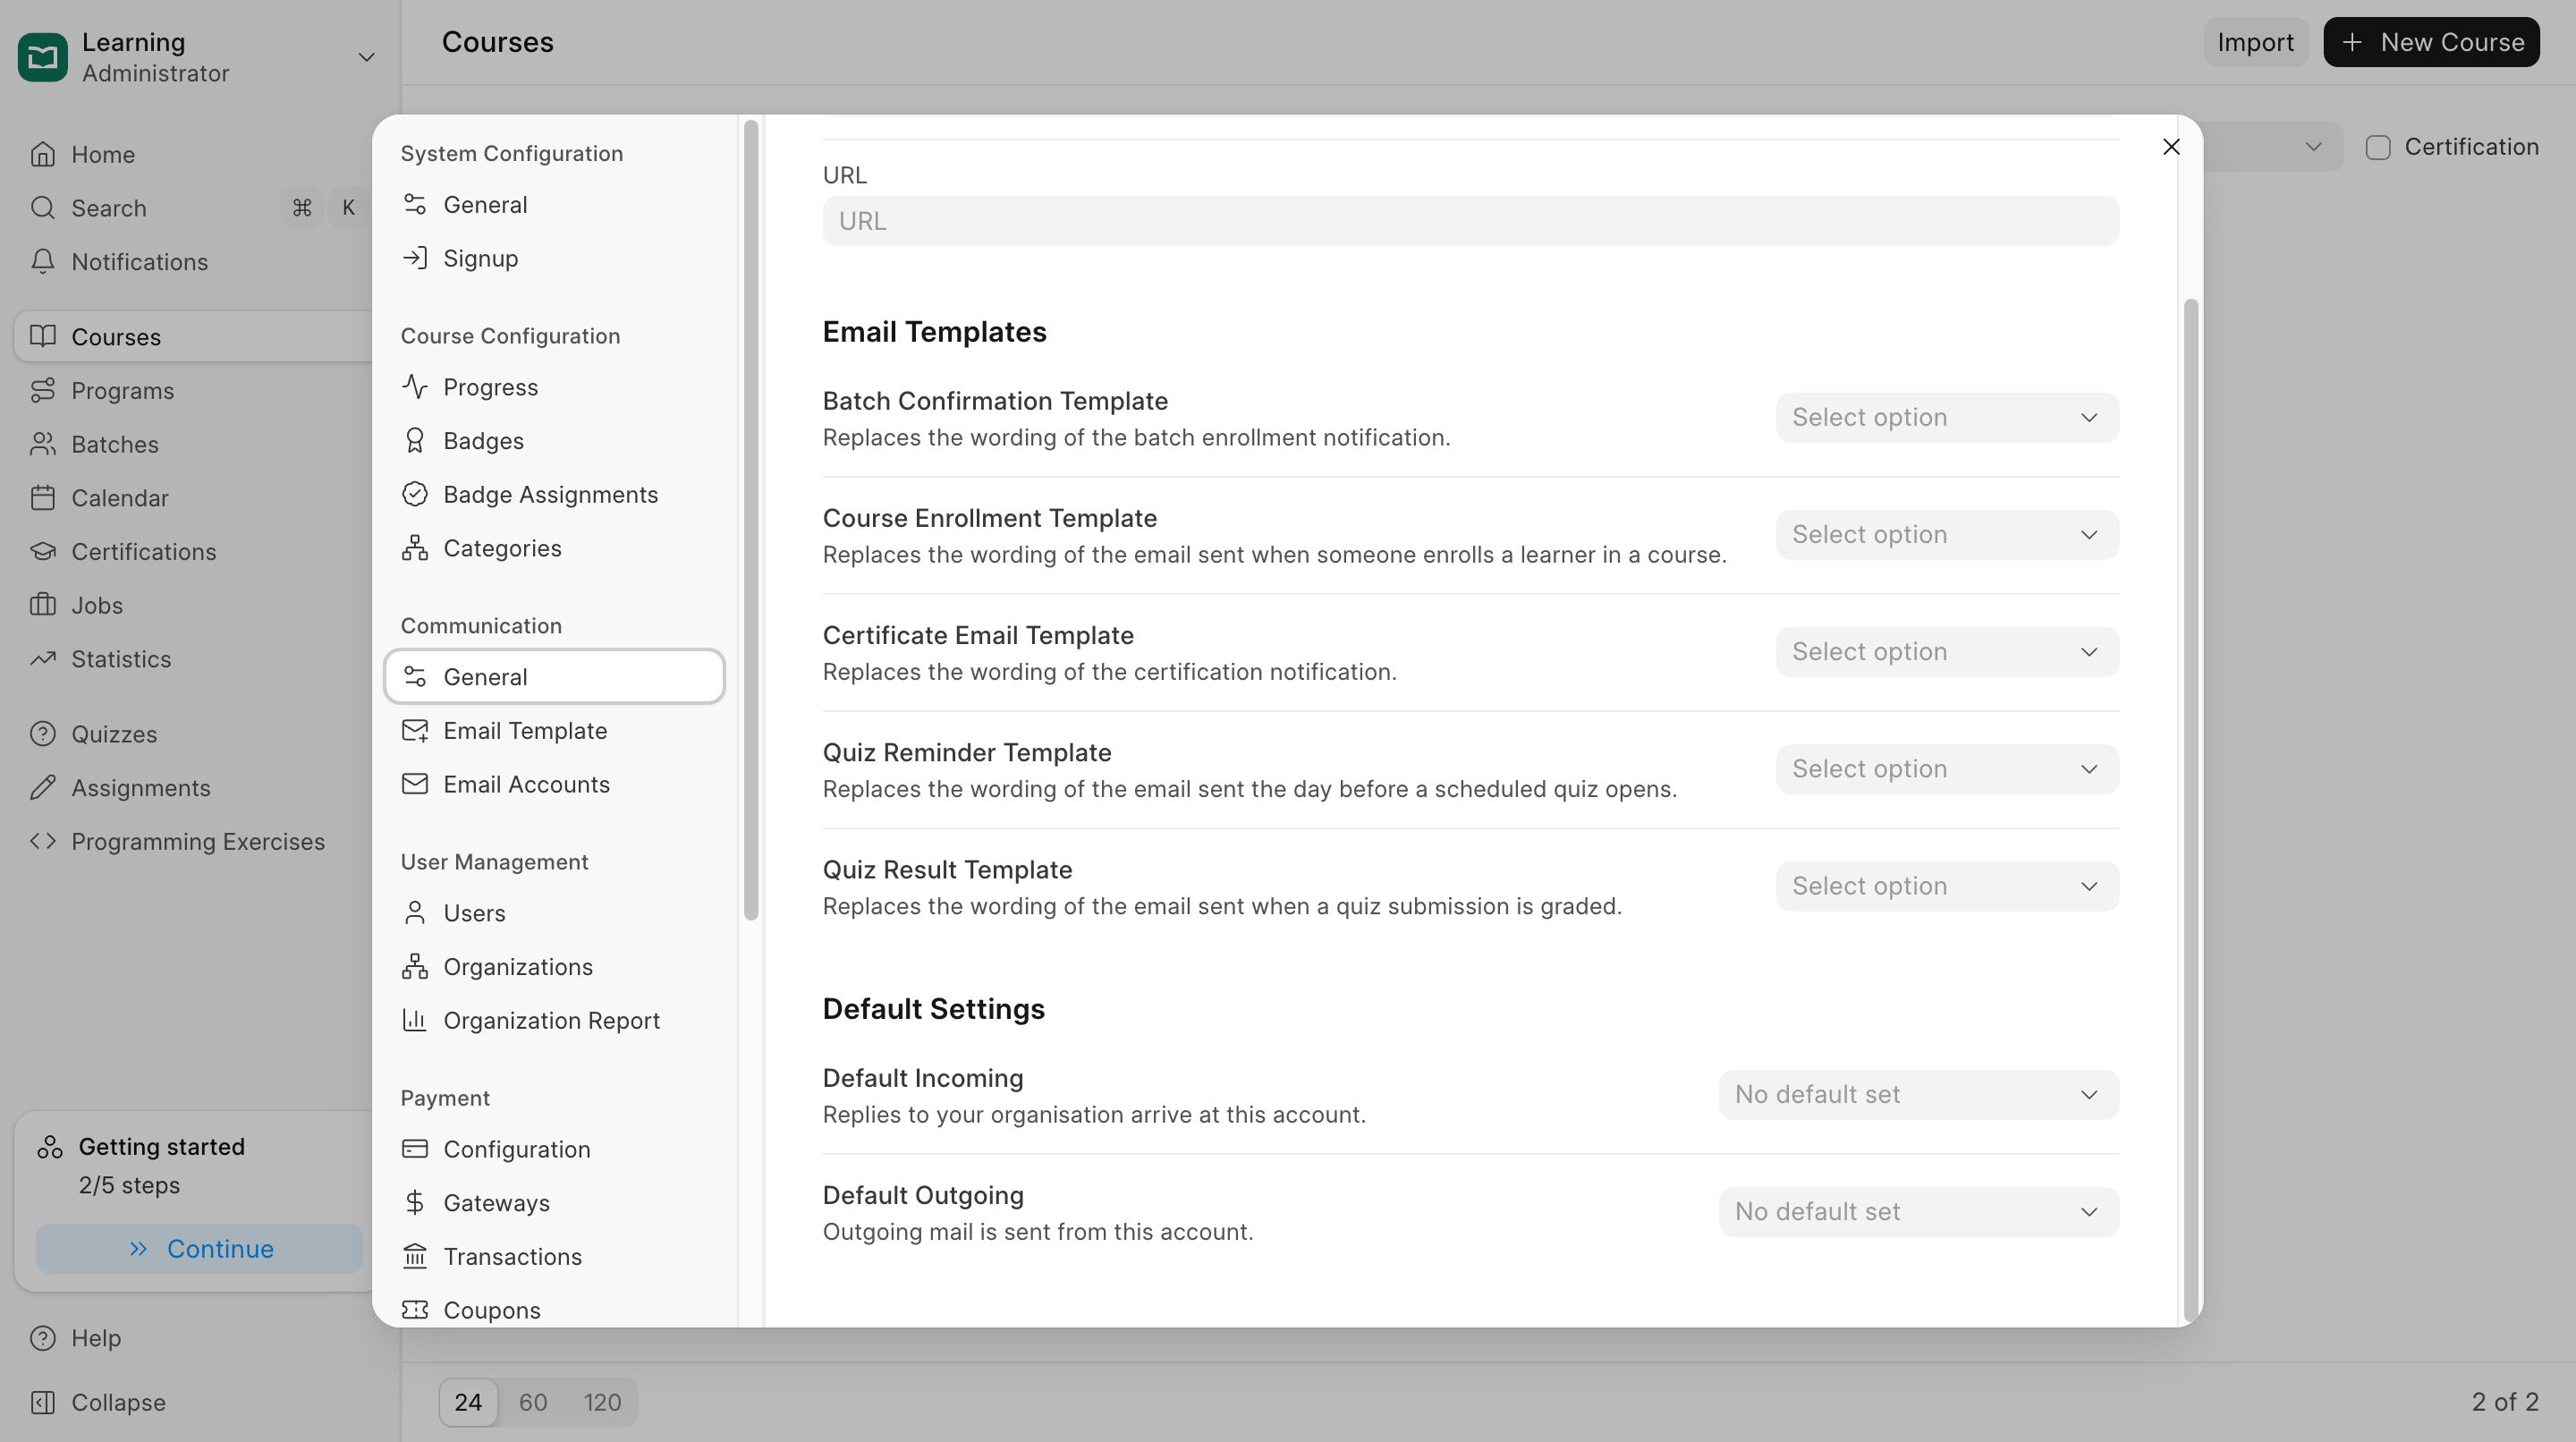 Learning
Administrator
Home
Search
⌘ K
Notifications
Courses
Programs
Batches
Calendar
Certifications
Jobs
Statistics
Quizzes
Assignments
Programming Exercises
Getting started
2/5 steps
Continue
Help
Collapse
Courses
Import
New Course
Certification
System Configuration
General
Signup
Course Configuration
Progress
Badges
Badge Assignments
Categories
Communication
General
Email Template
Email Accounts
User Management
Users
Organizations
Organization Report
Payment
Configuration
Gateways
Transactions
Coupons
URL
URL
Email Templates
Batch Confirmation Template
Replaces the wording of the batch enrollment notification.
Select option
Course Enrollment Template
Replaces the wording of the email sent when someone enrolls a learner in a course.
Select option
Certificate Email Template
Replaces the wording of the certification notification.
Select option
Quiz Reminder Template
Replaces the wording of the email sent the day before a scheduled quiz opens.
Select option
Quiz Result Template
Replaces the wording of the email sent when a quiz submission is graded.
Select option
Default Settings
Default Incoming
Replies to your organisation arrive at this account.
No default set
Default Outgoing
Outgoing mail is sent from this account.
No default set
24 60 120
2 of 2